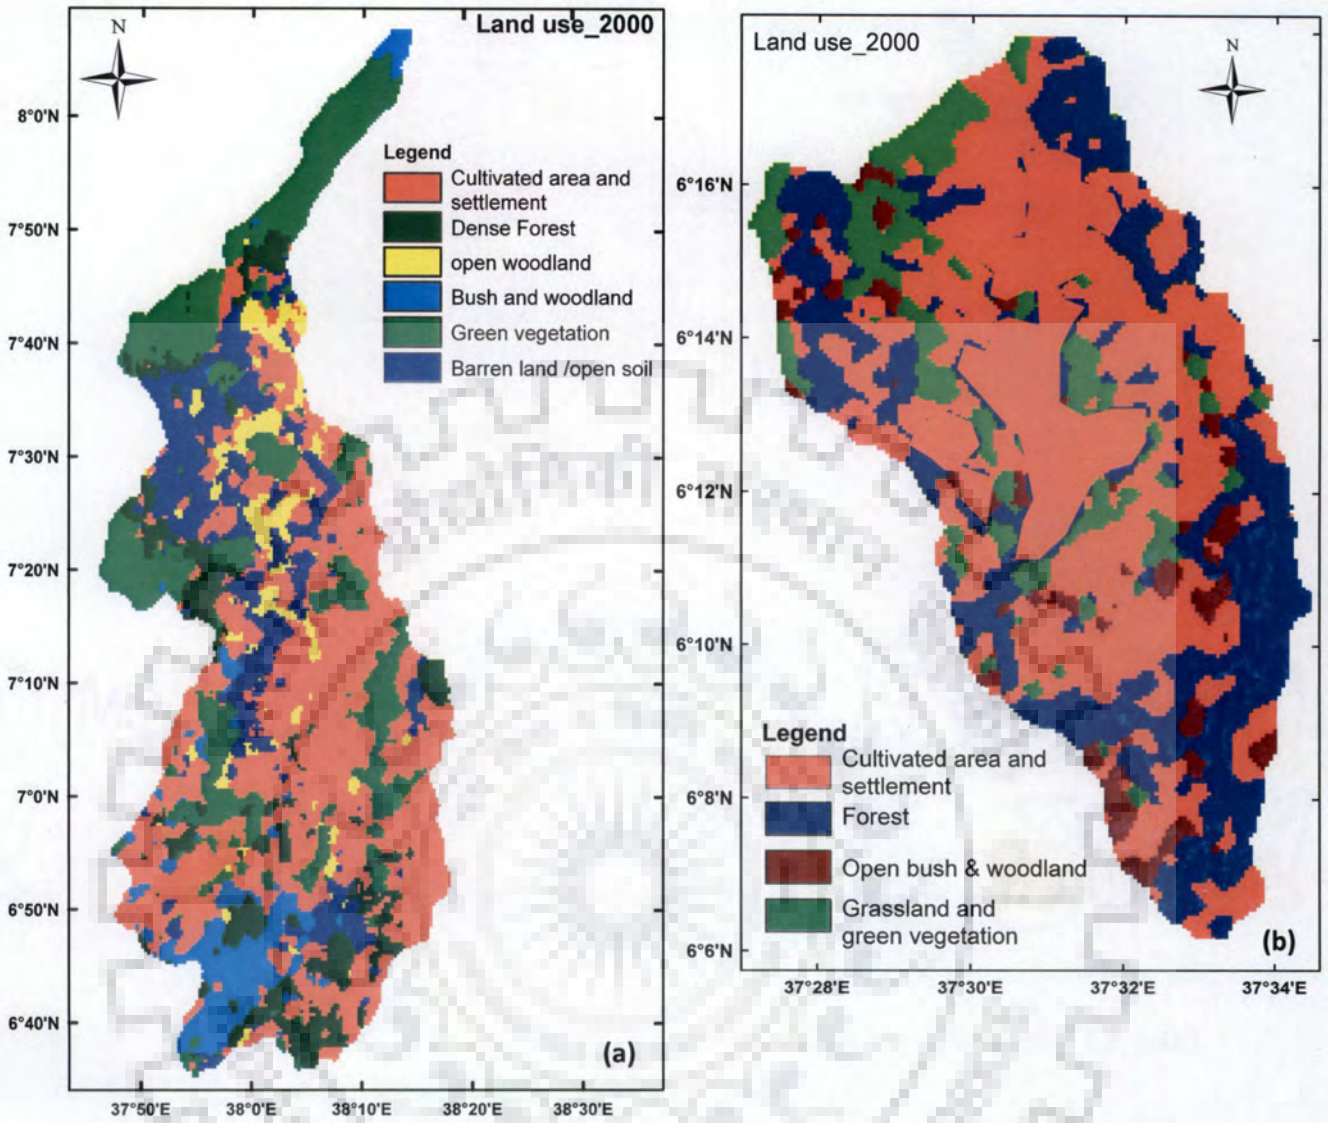 Land use_2000
N
Legend
Cultivated area and
settlement
Dense Forest
open woodland
Bush and woodland
Green vegetation
Barren land /open soil
8°0'N
7°50'N
7°40'N
7°30'N
7°20'N
7°10'N
7°0'N
6°50'N
6°40'N
(a)
37°50'E 38°0'E 38°10'E 38°20'E 38°30'E
Land use_2000
N
6°16'N
6°14'N
6°12'N
6°10'N
6°8'N
6°6'N
Legend
Cultivated area and
settlement
Forest
Open bush & woodland
Grassland and
green vegetation
(b)
37°28'E 37°30'E 37°32'E 37°34'E